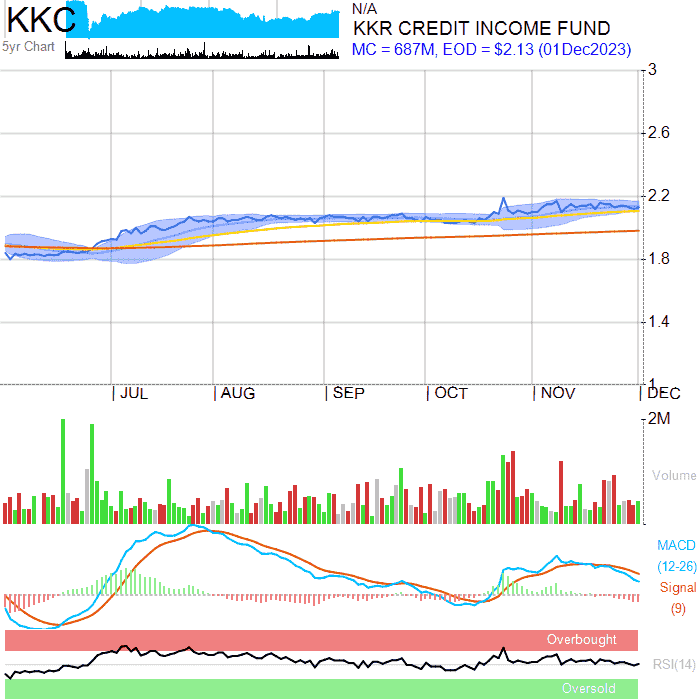 KKC
N/A
KKR CREDIT INCOME FUND
5yr Chart
MC = 687M, EOD = $2.13 (01Dec2023)
3
2.6
2.2
1.8
1.4
1
JUL AUG SEP OCT NOV DEC
2M
Volume
MACD
(12-26)
Signal
(9)
Overbought
RSI(14)
Oversold